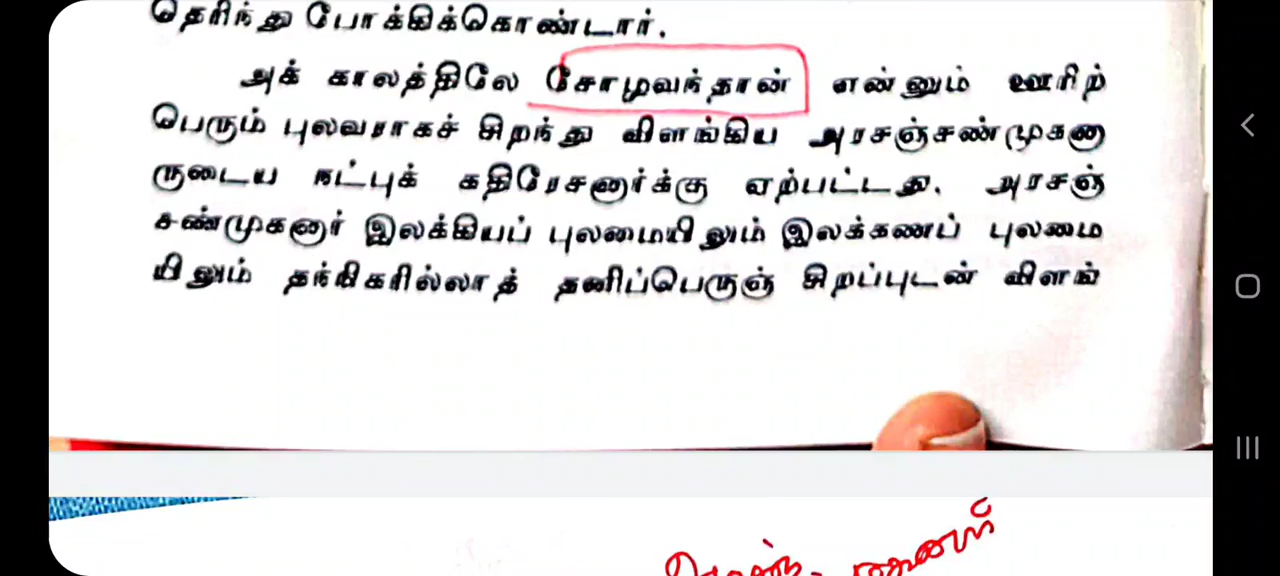 தெரிந்து போக்கிக்கொண்டார்.
அக் காலத்திலே சோழவந்தான் என்னும் ஊரிற்
பெரும் புலவராகச் சிறந்து விளங்கிய அரசஞ்சண்முகனா
ருடைய நட்புக் கதிரேசனார்க்கு ஏற்பட்டது. அரசஞ்
சண்முகனார் இலக்கியப் புலமையிலும் இலக்கணப் புலமை
யிலும் தந்நிகரில்லாத் தனிப்பெருஞ் சிறப்புடன் விளங்